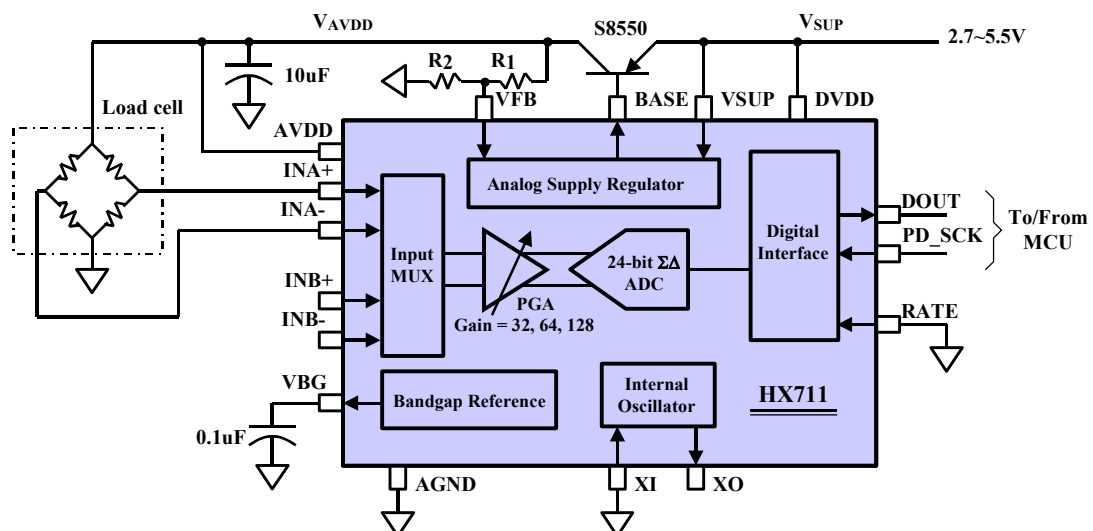 V_AVDD
S8550
V_SUP
2.7~5.5V
R2
R1
10uF
VFB
BASE
VSUP
DVDD
Load cell
AVDD
INA+
Analog Supply Regulator
INA-
DOUT
Input
MUX
Digital
Interface
PD_SCK
To/From
MCU
24-bit ΣΔ
ADC
INB+
PGA
Gain = 32, 64, 128
INB-
RATE
VBG
Bandgap Reference
Internal
Oscillator
HX711
0.1uF
AGND
XI
XO